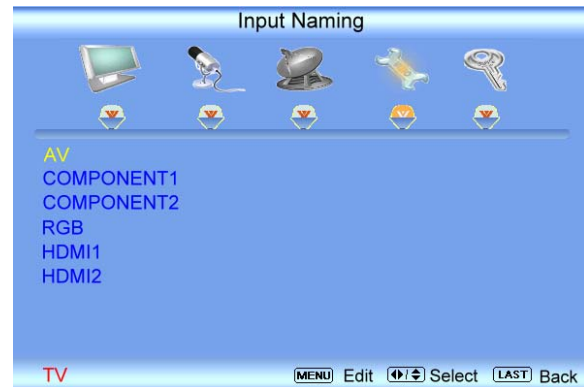 Input Naming
AV
COMPONENT1
COMPONENT2
RGB
HDMI1
HDMI2
TV MENU Edit Select LAST Back